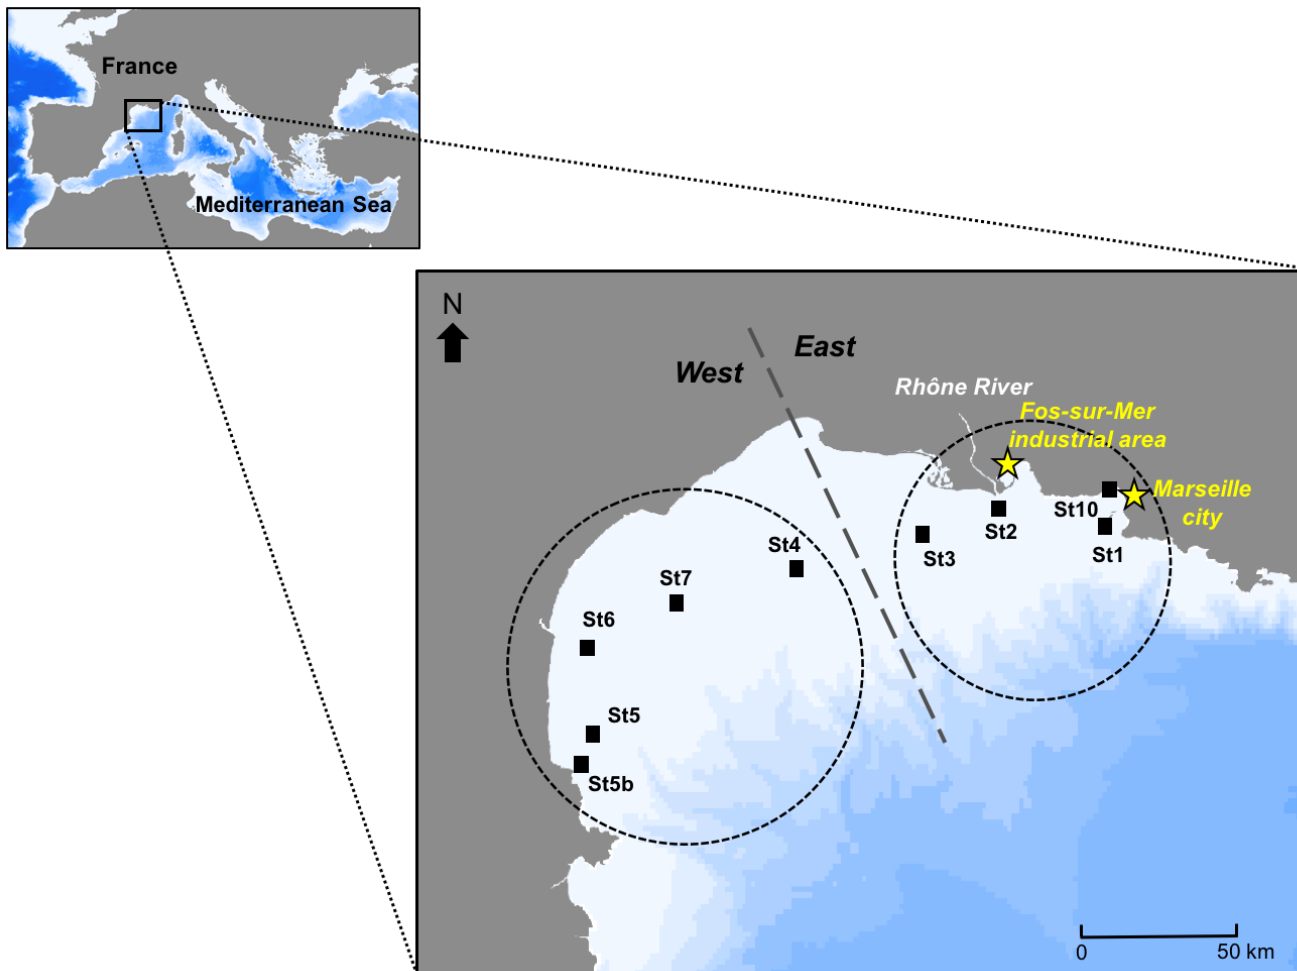 France
Mediterranean Sea
N
East
West
Rhône River
Fos-sur-Mer
industrial area
Marseille
city
St10
St2
St1
St3
St4
St7
St6
St5
St5b
0
50 km